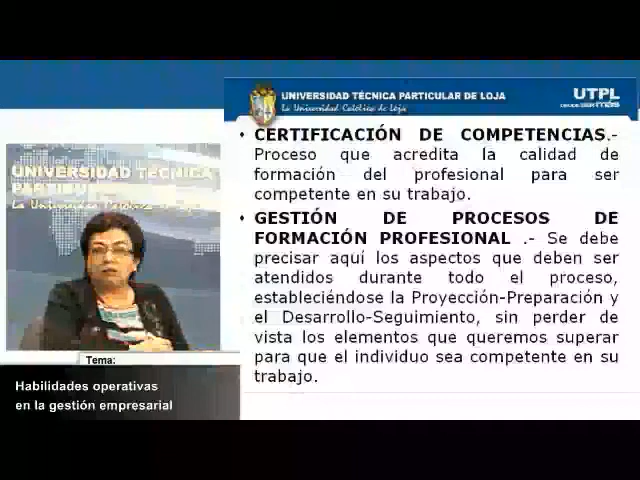 UNIVERSIDAD TÉCNICA PARTICULAR DE LOJA
La Universidad Católica de Loja
UTPL
• CERTIFICACIÓN DE COMPETENCIAS.-
Proceso que acredita la calidad de
formación del profesional para ser
competente en su trabajo.
• GESTIÓN DE PROCESOS DE
FORMACIÓN PROFESIONAL .- Se debe
precisar aquí los aspectos que deben ser
atendidos durante todo el proceso,
estableciéndose la Proyección-Preparación y
el Desarrollo-Seguimiento, sin perder de
vista los elementos que queremos superar
para que el individuo sea competente en su
trabajo.
UNIVERSIDAD TÉCNICA
La Universidad
Tema:
Habilidades operativas
en la gestión empresarial